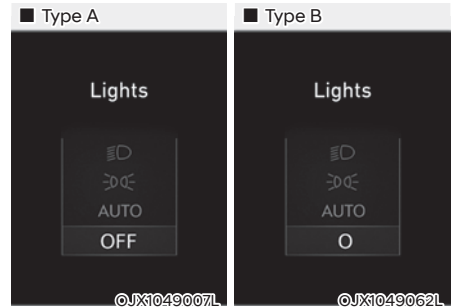 ■ Type A
Lights
AUTO
OFF
OJX1049007L
■ Type B
Lights
AUTO
O
OJX1049062L